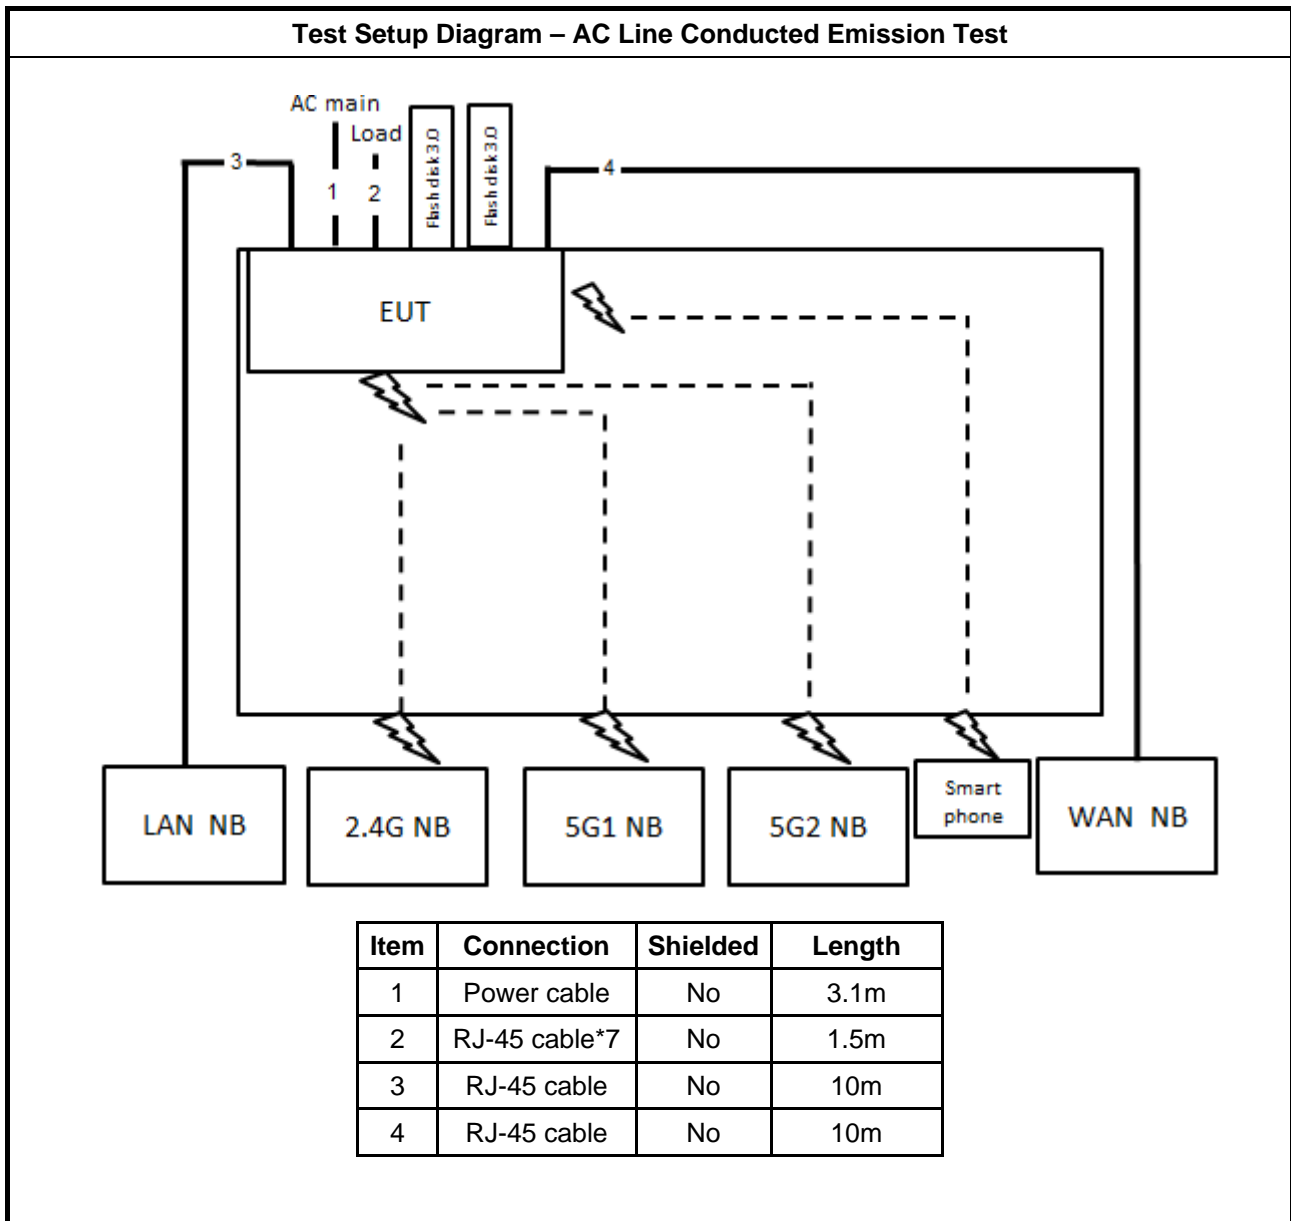 Test Setup Diagram – AC Line Conducted Emission Test
AC main
Load
3
1
2
Flash disk3.0
Flash disk3.0
4
EUT
LAN NB
2.4G NB
5G1 NB
5G2 NB
Smart
phone
WAN NB
Item Connection Shielded Length
1 Power cable No 3.1m
2 RJ-45 cable*7 No 1.5m
3 RJ-45 cable No 10m
4 RJ-45 cable No 10m